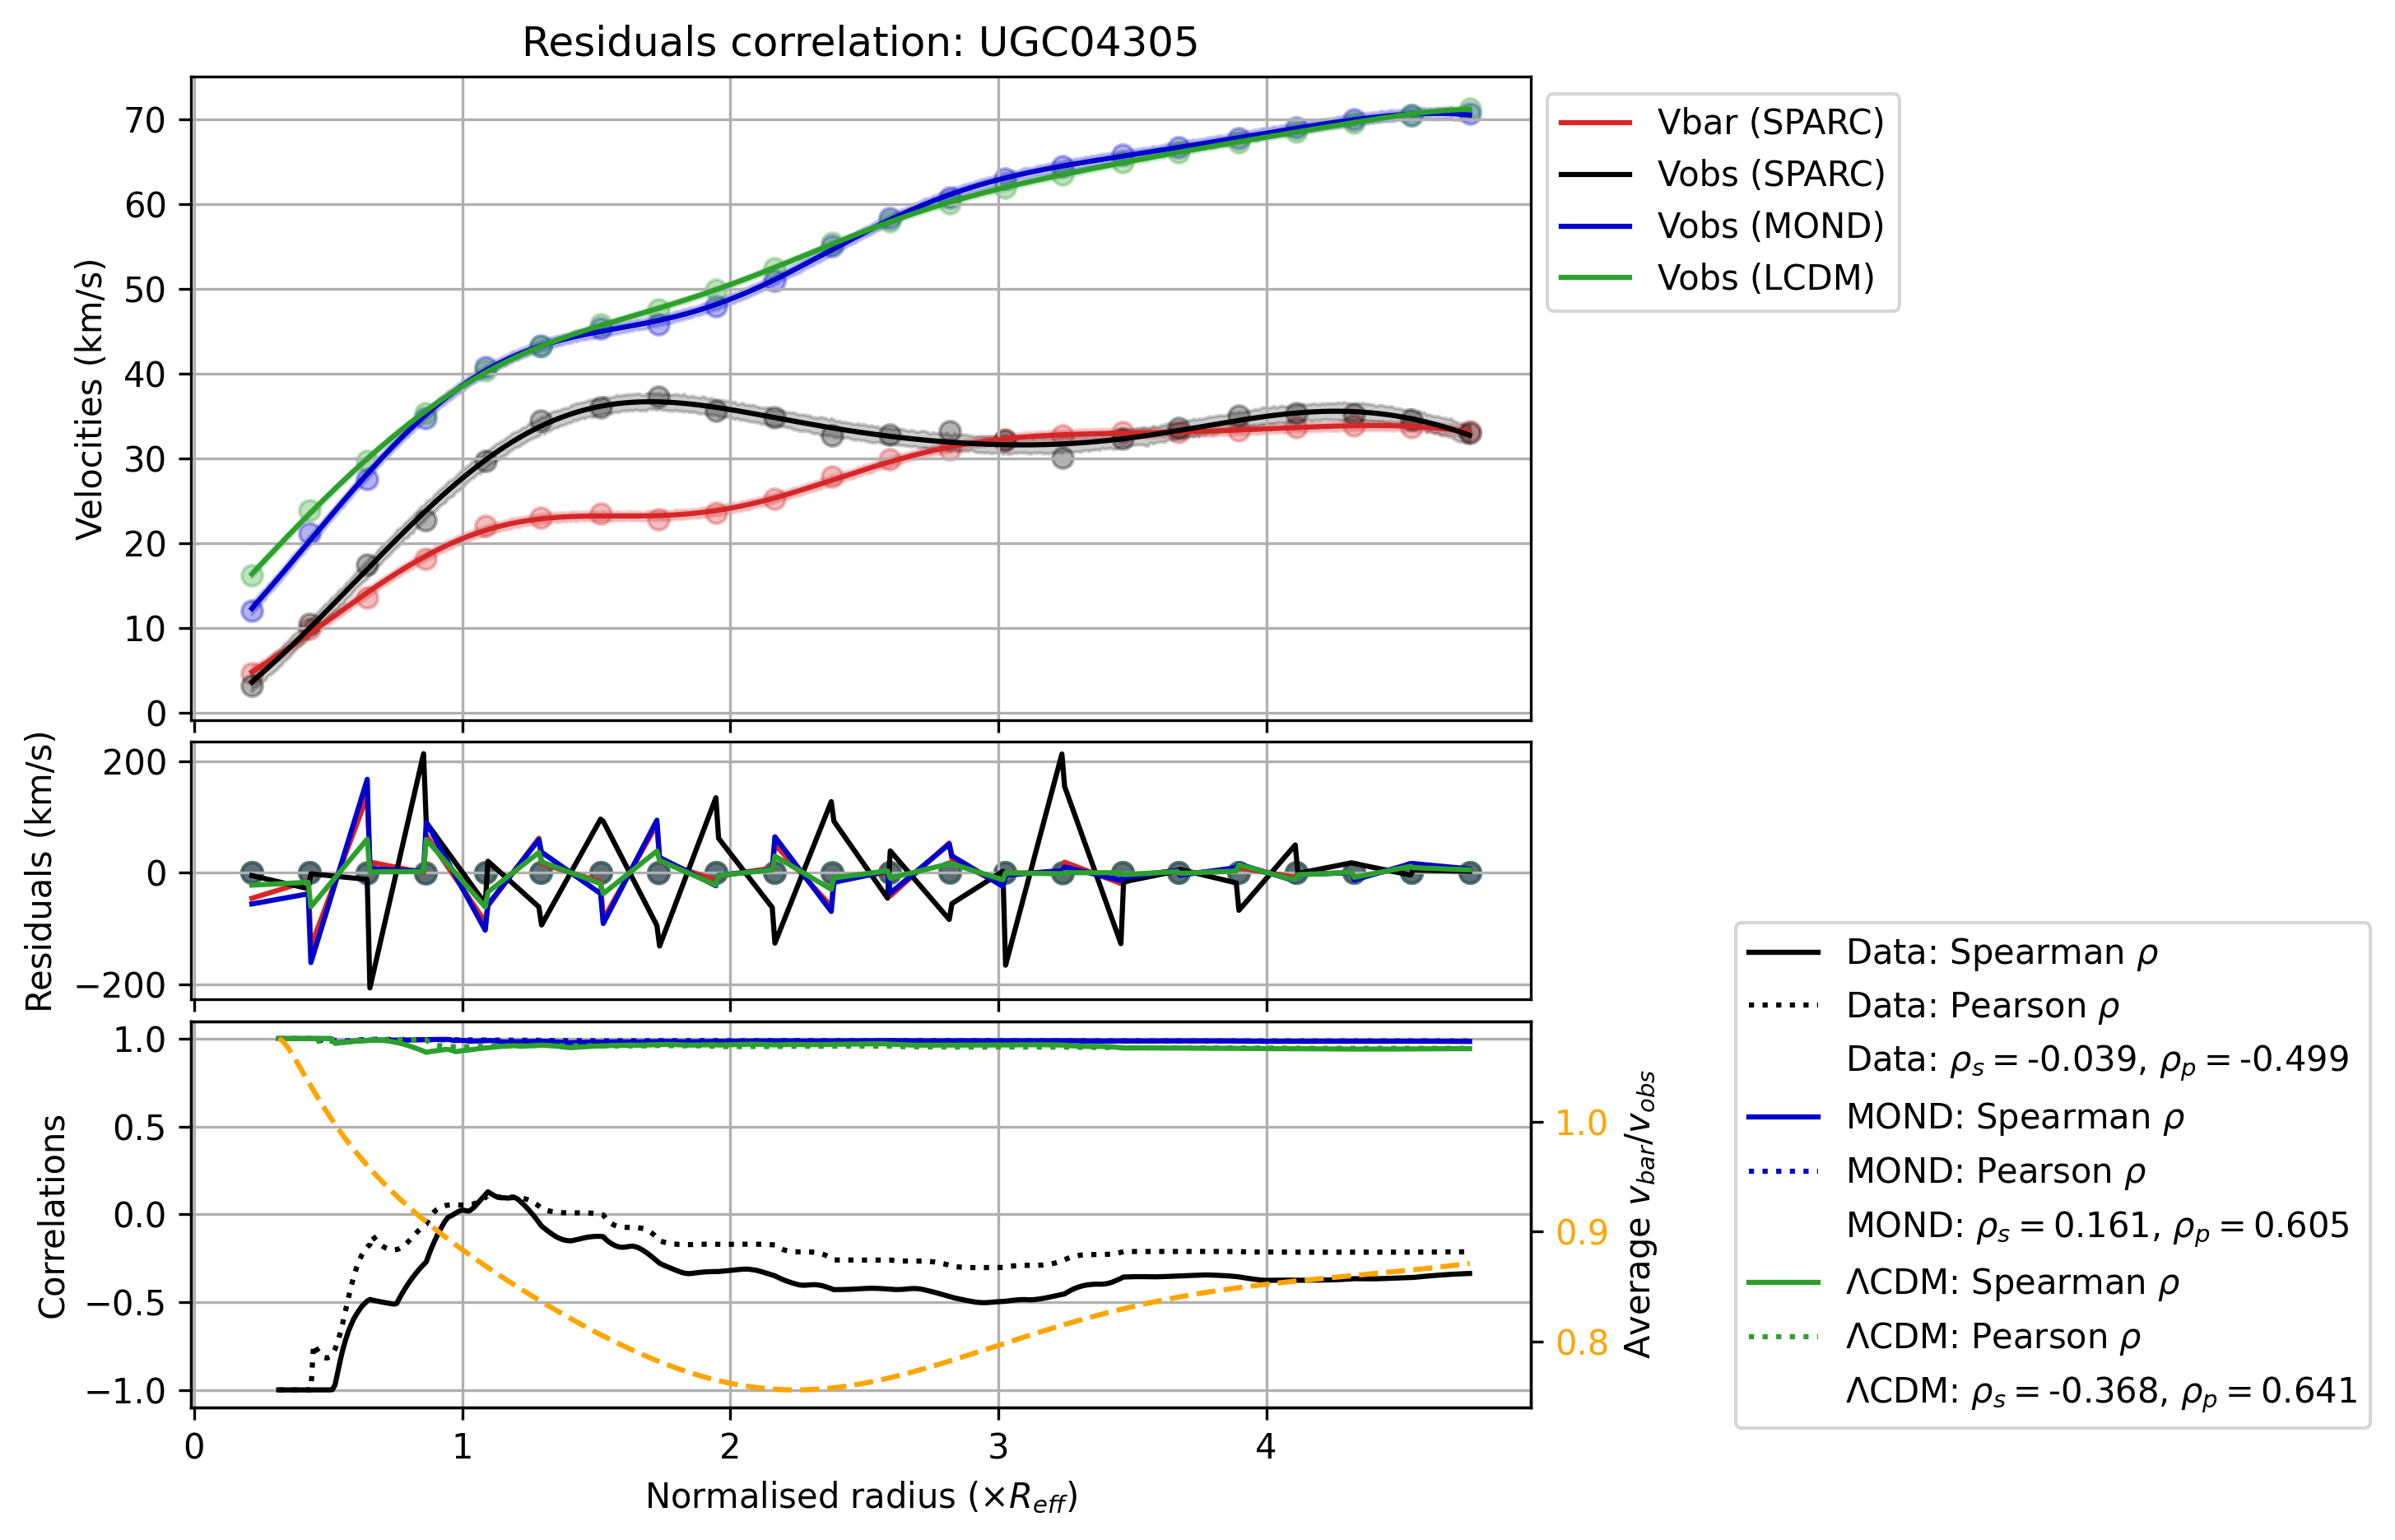 Residuals correlation: UGC04305
Velocities (km/s)
70
60
50
40
30
20
10
0
Vbar (SPARC)
Vobs (SPARC)
Vobs (MOND)
Vobs (LCDM)
Residuals (km/s)
200
0
−200
Correlations
1.0
0.5
0.0
−0.5
−1.0
1.0
0.9
0.8
Average v_bar/v_obs
0 1 2 3 4
Normalised radius (×R_eff)
Data: Spearman ρ
Data: Pearson ρ
Data: ρ_s = -0.039, ρ_p = -0.499
MOND: Spearman ρ
MOND: Pearson ρ
MOND: ρ_s = 0.161, ρ_p = 0.605
ΛCDM: Spearman ρ
ΛCDM: Pearson ρ
ΛCDM: ρ_s = -0.368, ρ_p = 0.641